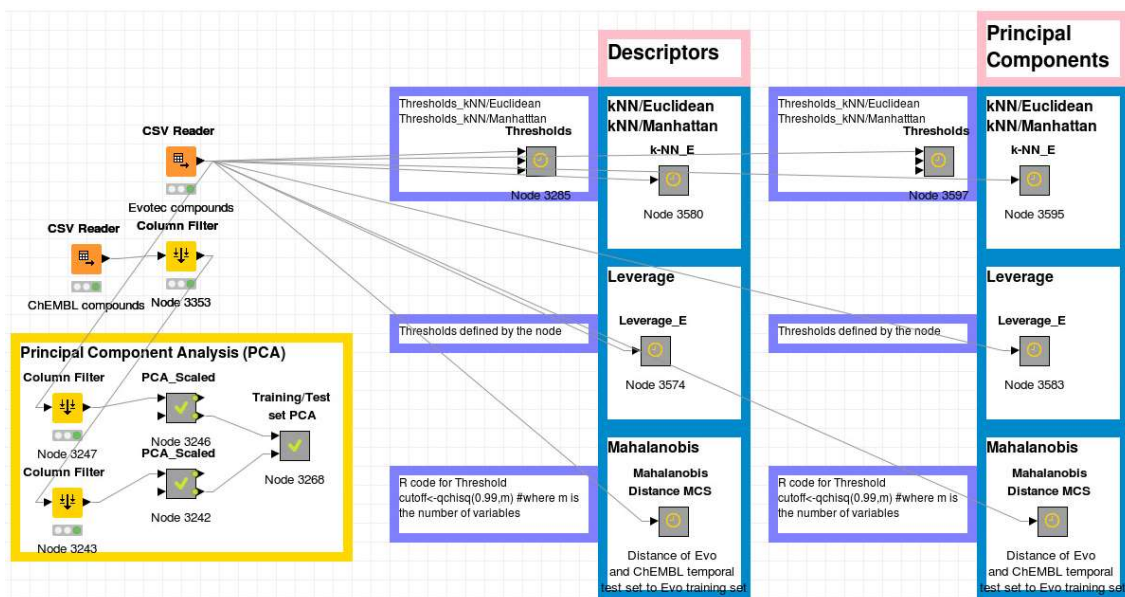 Descriptors
Principal
Components
CSV Reader
Evotec compounds
CSV Reader
ChEMBL compounds
Column Filter
Node 3353
Principal Component Analysis (PCA)
Column Filter
Node 3247
Column Filter
Node 3243
PCA_Scaled
Node 3246
PCA_Scaled
Node 3242
Training/Test
set PCA
Node 3268
Thresholds_kNN/Euclidean
Thresholds_kNN/Manhatttan
Thresholds
Node 3285
kNN/Euclidean
kNN/Manhattan
k-NN_E
Node 3580
Thresholds_kNN/Euclidean
Thresholds_kNN/Manhatttan
Thresholds
Node 3597
kNN/Euclidean
kNN/Manhattan
k-NN_E
Node 3595
Thresholds defined by the node
Leverage
Leverage_E
Node 3574
Thresholds defined by the node
Leverage
Leverage_E
Node 3583
R code for Threshold
cutoff<-qchisq(0.99,m) #where m is
the number of variables
Mahalanobis
Mahalanobis
Distance MCS
Distance of Evo
and ChEMBL temporal
test set to Evo training set
R code for Threshold
cutoff<-qchisq(0.99,m) #where m is
the number of variables
Mahalanobis
Mahalanobis
Distance MCS
Distance of Evo
and ChEMBL temporal
test set to Evo training set